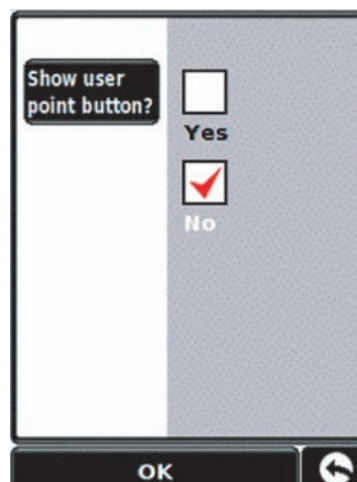 Show user
point button?
Yes
No
OK